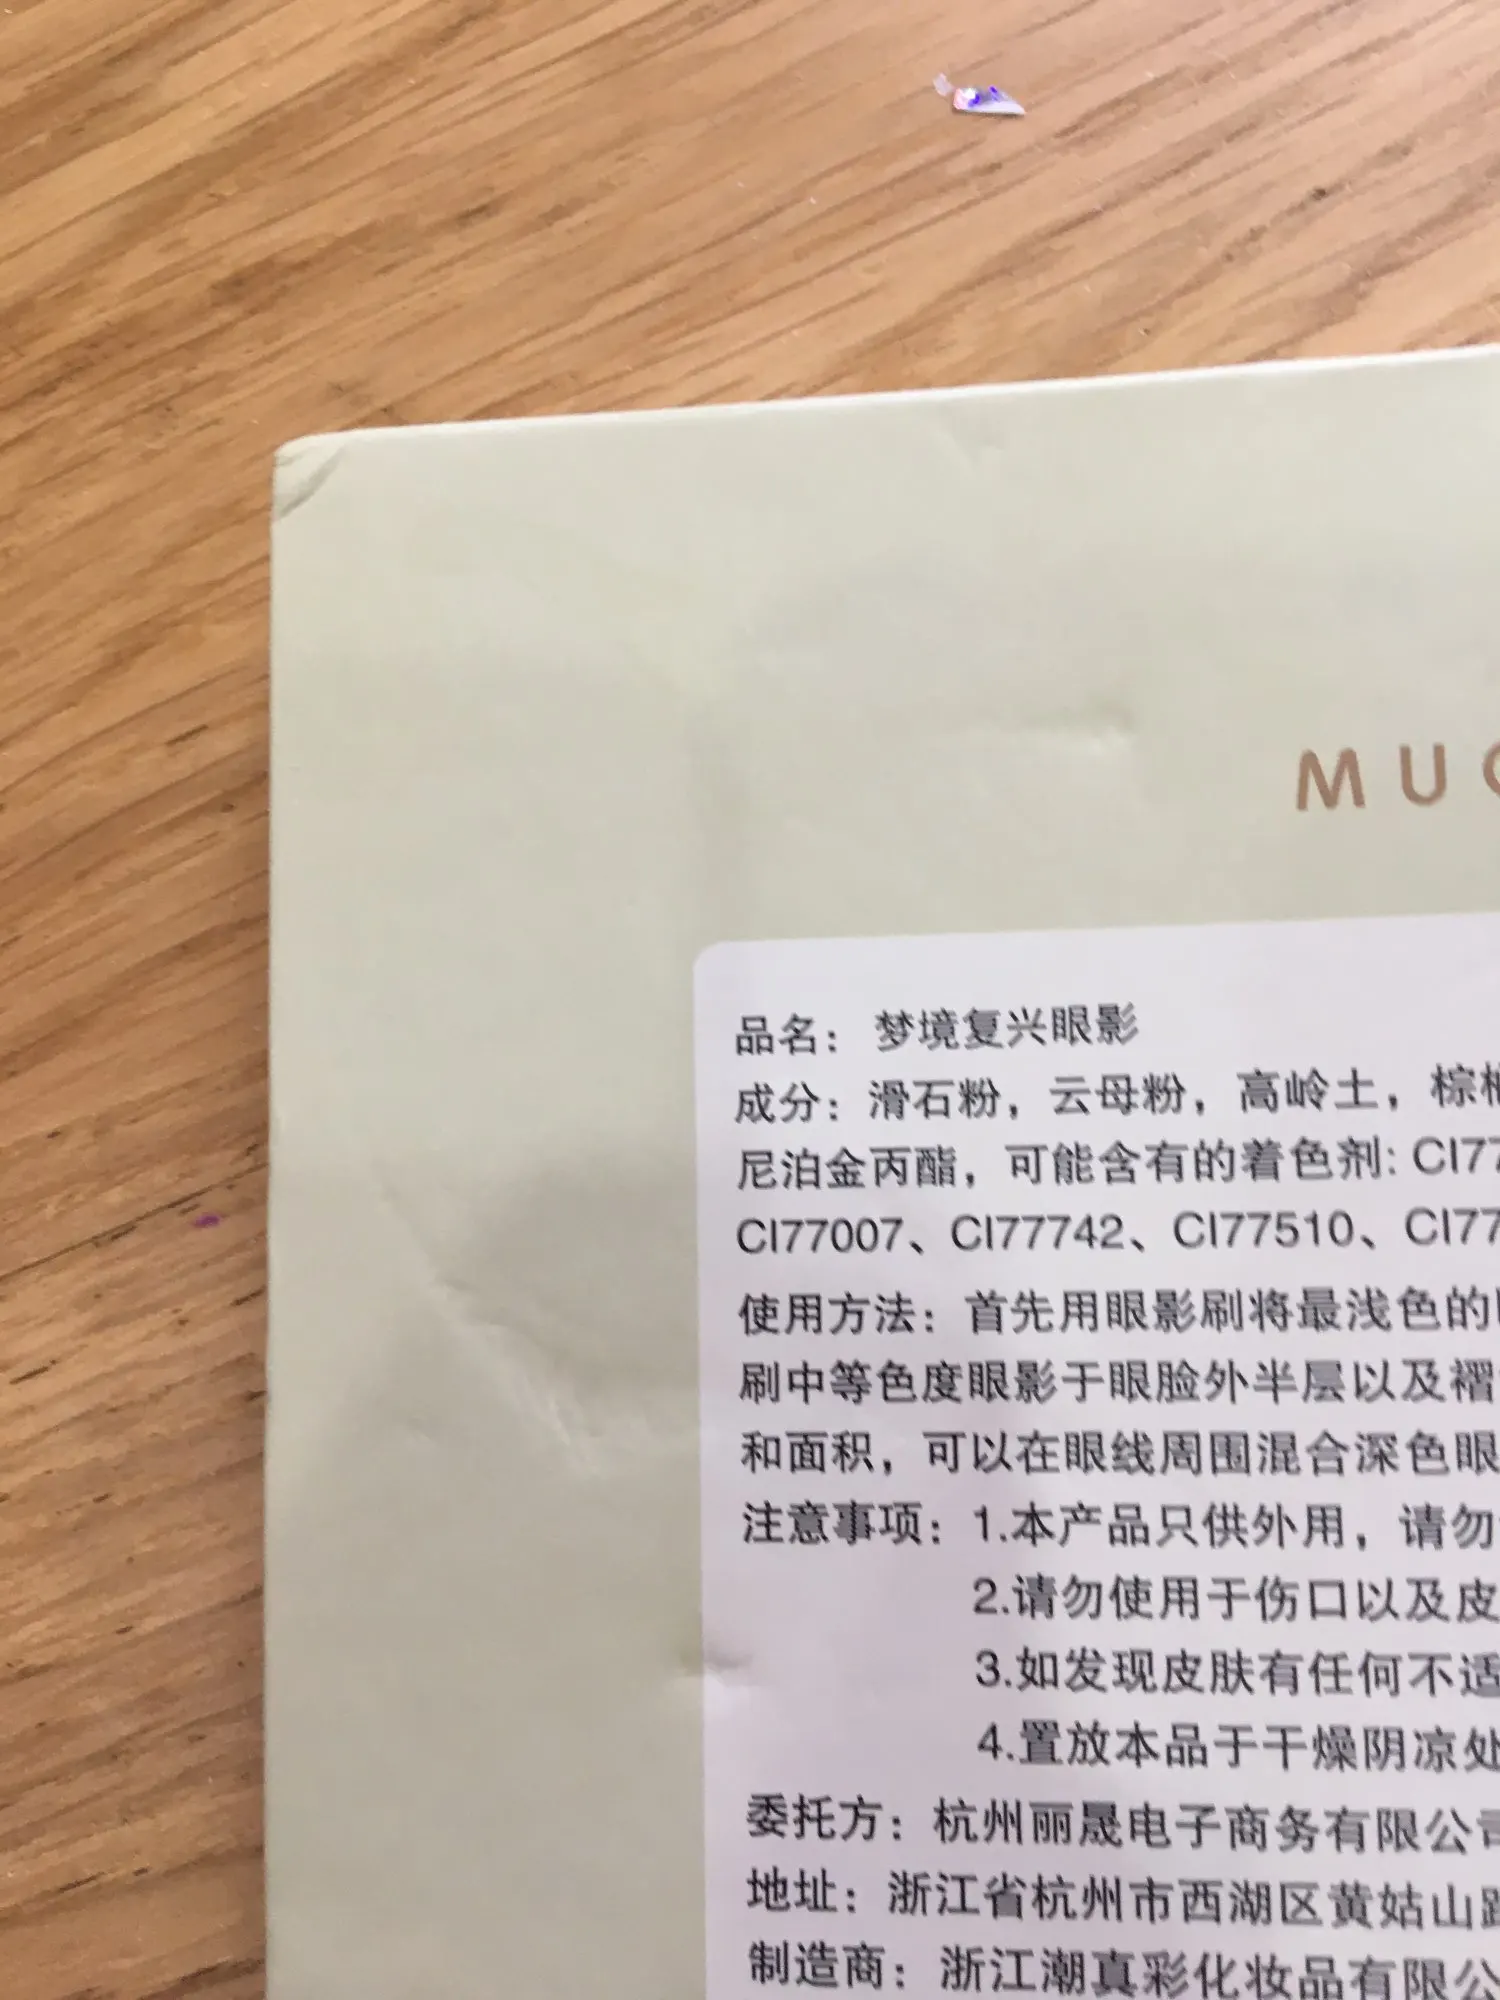 MU
品名： 梦境复兴眼影
成分：滑石粉，云母粉，高岭土，棕
尼泊金丙酯，可能含有的着色剂: CI77
CI77007、CI77742、CI77510、CI77
使用方法：首先用眼影刷将最浅色的
刷中等色度眼影于眼脸外半层以及褶
和面积，可以在眼线周围混合深色眼
注意事项：1.本产品只供外用，请勿
2.请勿使用于伤口以及皮
3.如发现皮肤有任何不适
4.置放本品于干燥阴凉处
委托方：杭州丽晟电子商务有限公司
地址：浙江省杭州市西湖区黄姑山路
制造商：浙江潮真彩化妆品有限公